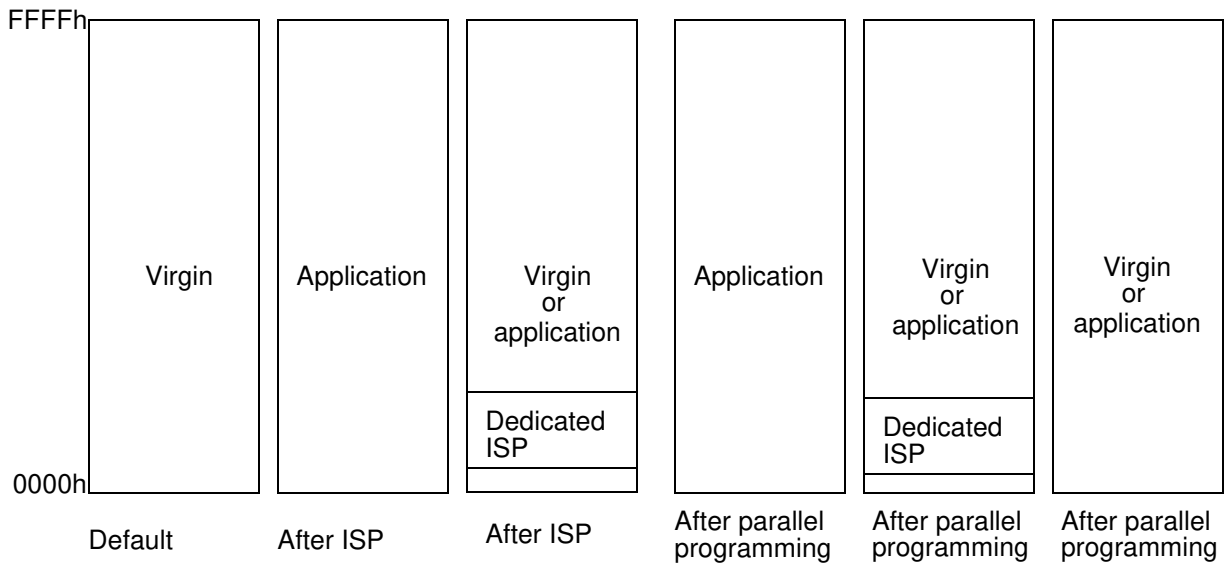 FFFFh
Virgin
Application
Virgin
or
application
Dedicated
ISP
Application
Virgin
or
application
Dedicated
ISP
Virgin
or
application
0000h
Default
After ISP
After ISP
After parallel
programming
After parallel
programming
After parallel
programming